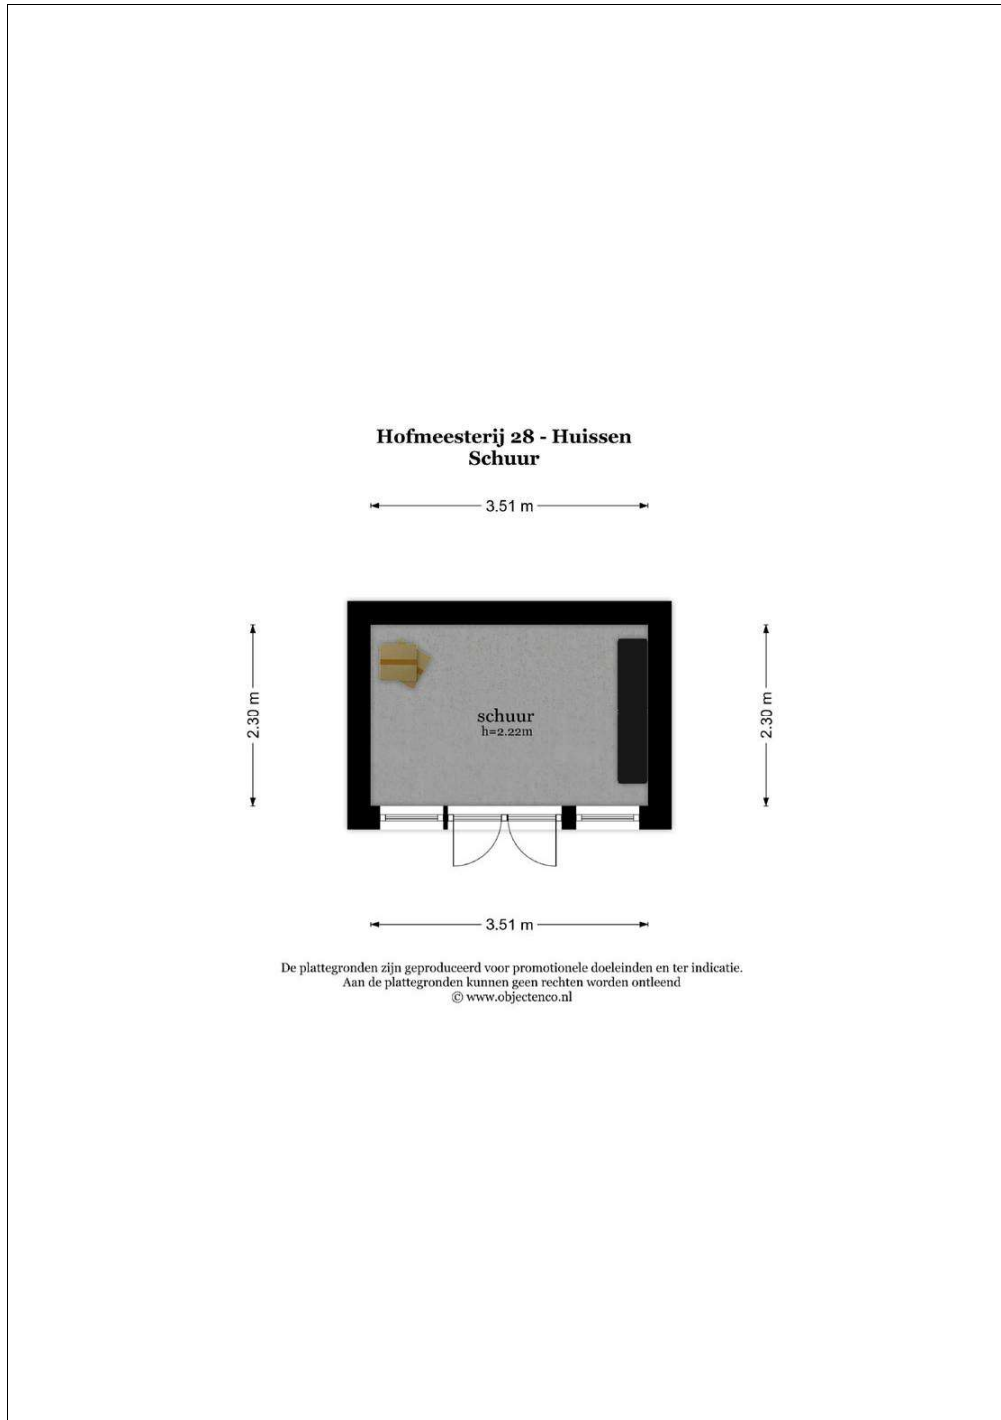 Hofmeesterij 28 - Huissen
Schuur
3.51 m
2.30 m
2.30 m
schuur
h=2.22m
3.51 m
De plattegronden zijn geproduceerd voor promotionele doeleinden en ter indicatie.
Aan de plattegronden kunnen geen rechten worden ontleend
© www.objectenco.nl